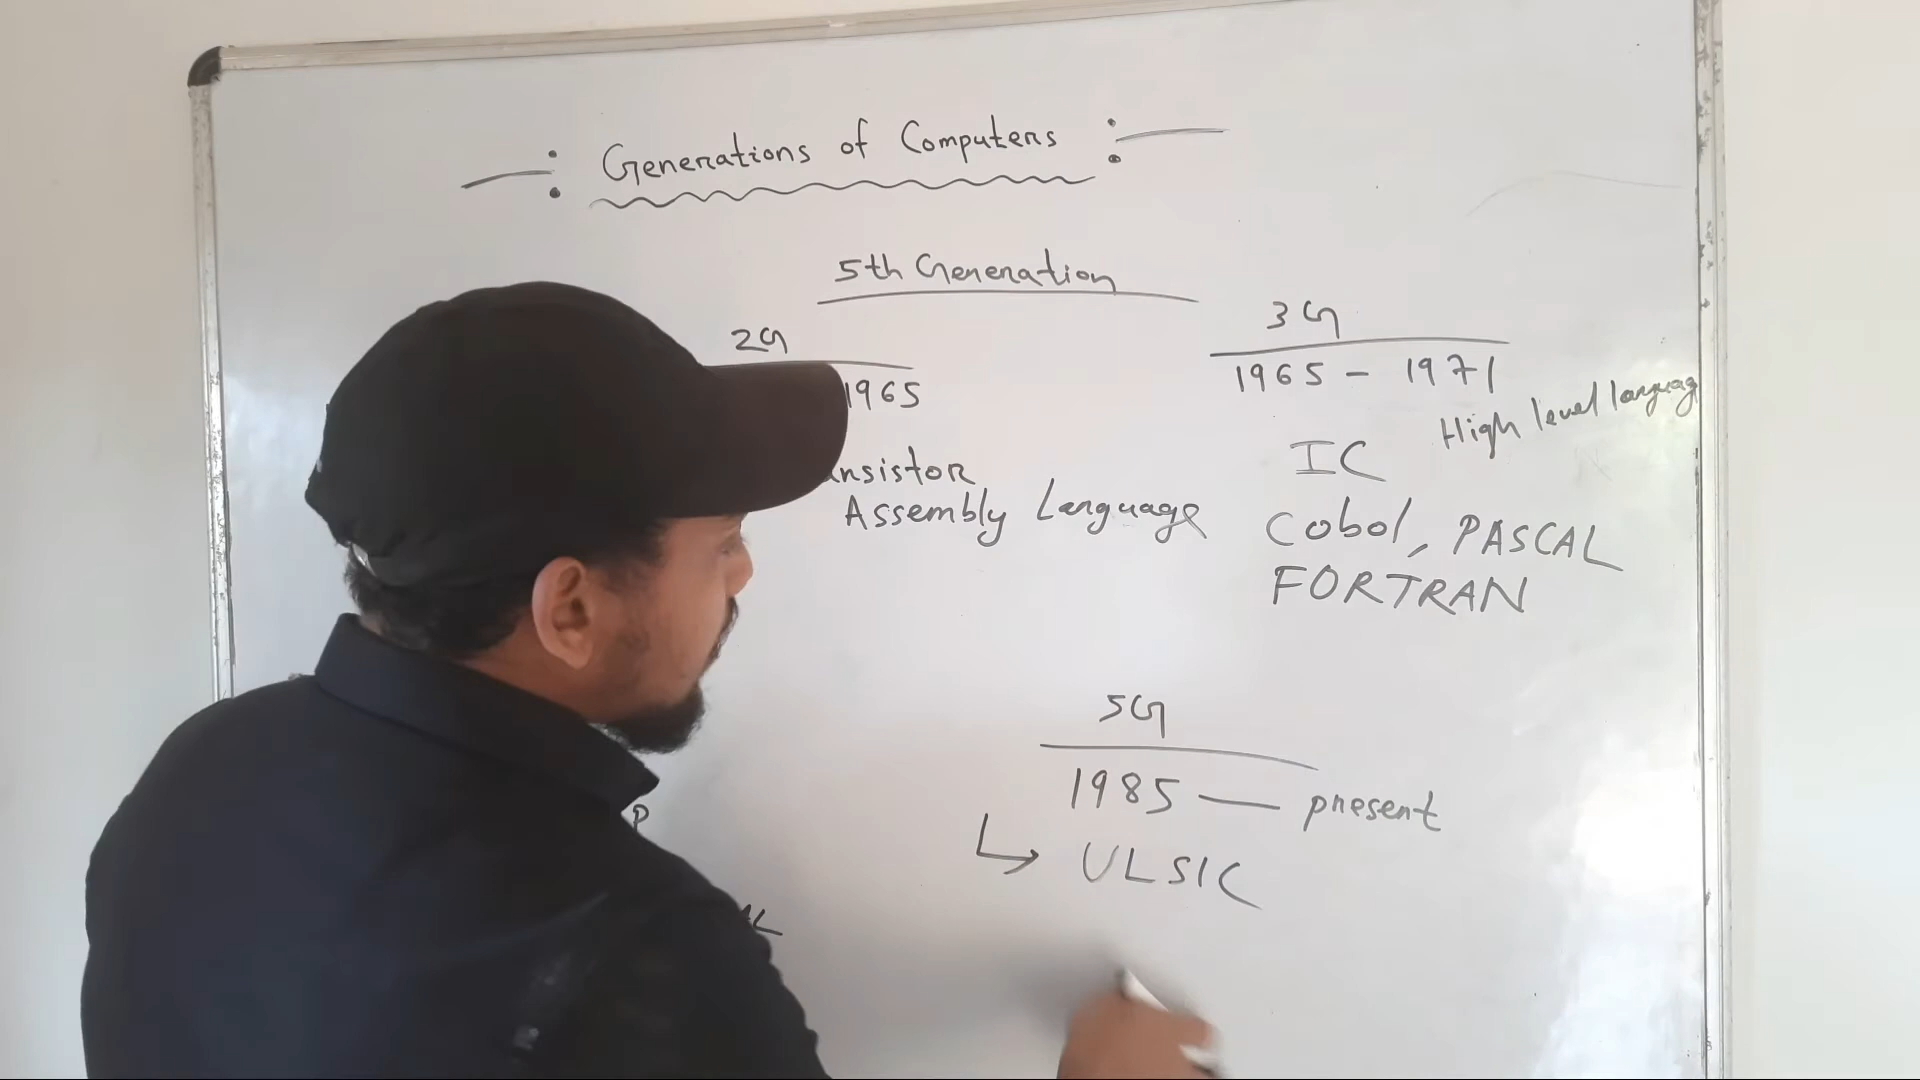 Generations of Computers
5th Generation
2G
1965
nsistor
Assembly Language
3G
1965 - 1971
High level languag
IC
Cobol, PASCAL
FORTRAN
5G
1985 — present
↳ ULSIC
P
L